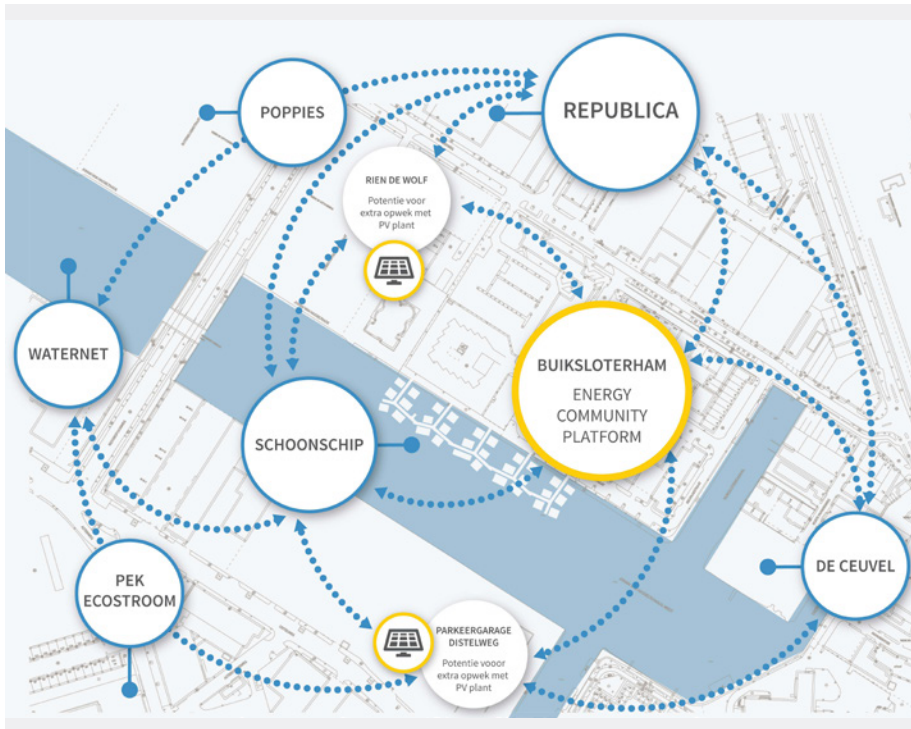 POPPIES
REPUBLICA
RIEN DE WOLF
Potentie voor
extra opwek met
PV plant
WATERNET
BUIKSLOTERHAM
ENERGY
COMMUNITY
PLATFORM
SCHOONSCHIP
PEK
ECOSTROOM
DE CEUVEL
PARKEERGARAGE
DISTELWEG
Potentie vooor
extra opwek met
PV plant